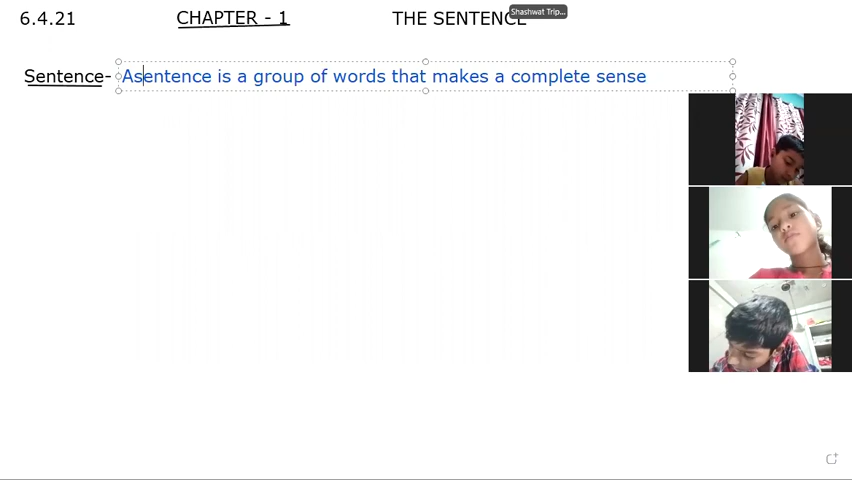 6.4.21 CHAPTER - 1 THE SENTENCE
Shashwat Trip...
Sentence- Asentence is a group of words that makes a complete sense